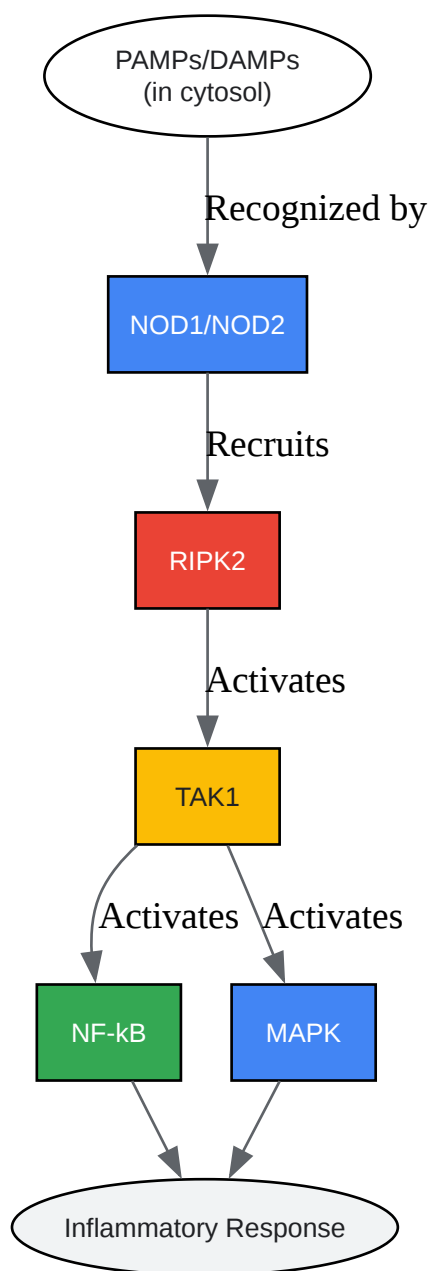 PAMPs/DAMPs
(in cytosol)
Recognized by
NOD1/NOD2
Recruits
RIPK2
Activates
TAK1
Activates
Activates
NF-kB
MAPK
Inflammatory Response